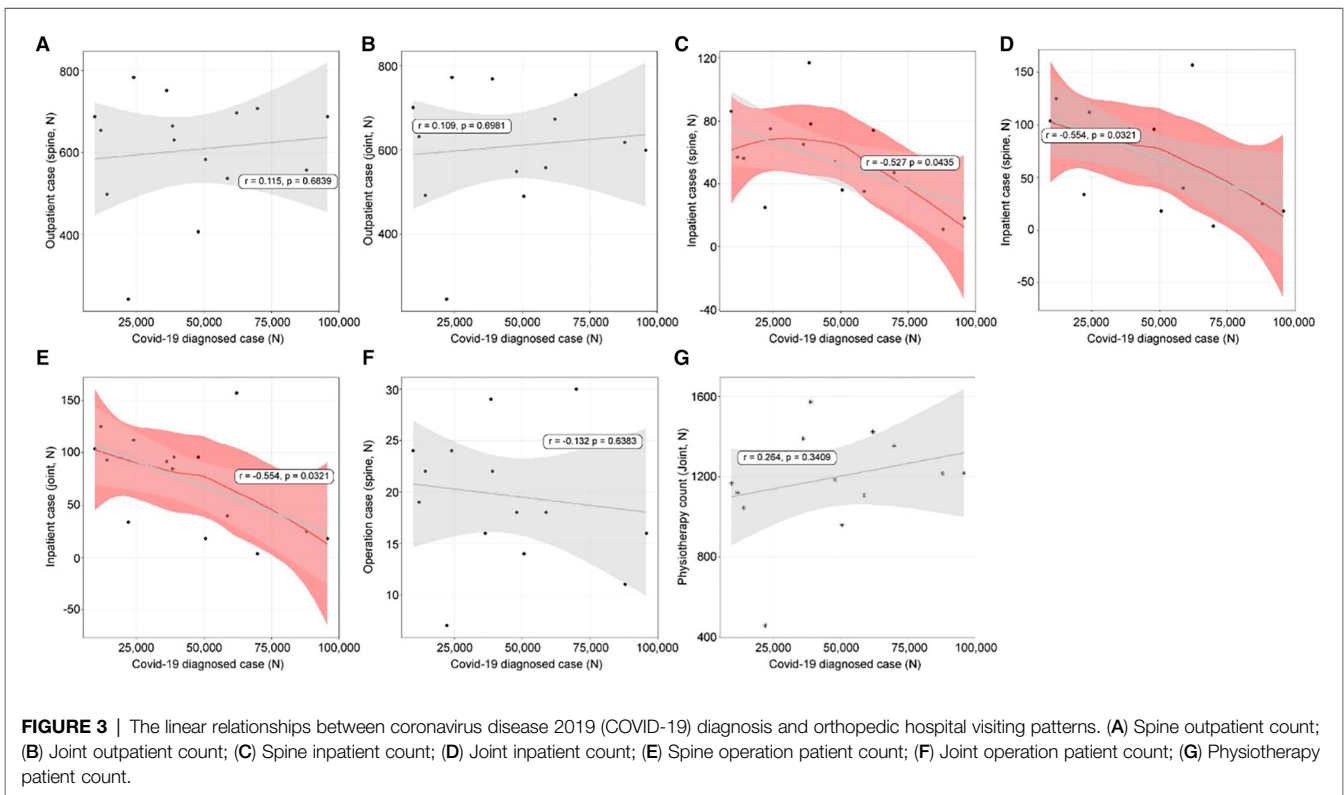 A
800
600
400
Outpatient case (spine, N)
r = 0.115, p = 0.6839
25,000 50,000 75,000 100,000
Covid-19 diagnosed case (N)
B
800
600
400
Outpatient case (joint, N)
r = 0.109, p = 0.6981
25,000 50,000 75,000 100,000
Covid-19 diagnosed case (N)
C
120
80
40
0
-40
Inpatient cases (spine, N)
r = -0.527 p = 0.0435
25,000 50,000 75,000 100,000
Covid-19 diagnosed case (N)
D
150
100
50
0
-50
Inpatient case (spine, N)
r = -0.554, p = 0.0321
25,000 50,000 75,000 100,000
Covid-19 diagnosed case (N)
E
150
100
50
0
-50
Inpatient case (joint, N)
r = -0.554, p = 0.0321
25,000 50,000 75,000 100,000
Covid-19 diagnosed case (N)
F
30
25
20
15
10
Operation case (spine, N)
r = -0.132 p = 0.6383
25,000 50,000 75,000 100,000
Covid-19 diagnosed case (N)
G
1600
1200
800
400
Physiotherapy count (Joint, N)
r = 0.264, p = 0.3409
25,000 50,000 75,000 100,000
Covid-19 diagnosed case (N)
FIGURE 3 | The linear relationships between coronavirus disease 2019 (COVID-19) diagnosis and orthopedic hospital visiting patterns. (A) Spine outpatient count;
(B) Joint outpatient count; (C) Spine inpatient count; (D) Joint inpatient count; (E) Spine operation patient count; (F) Joint operation patient count; (G) Physiotherapy
patient count.